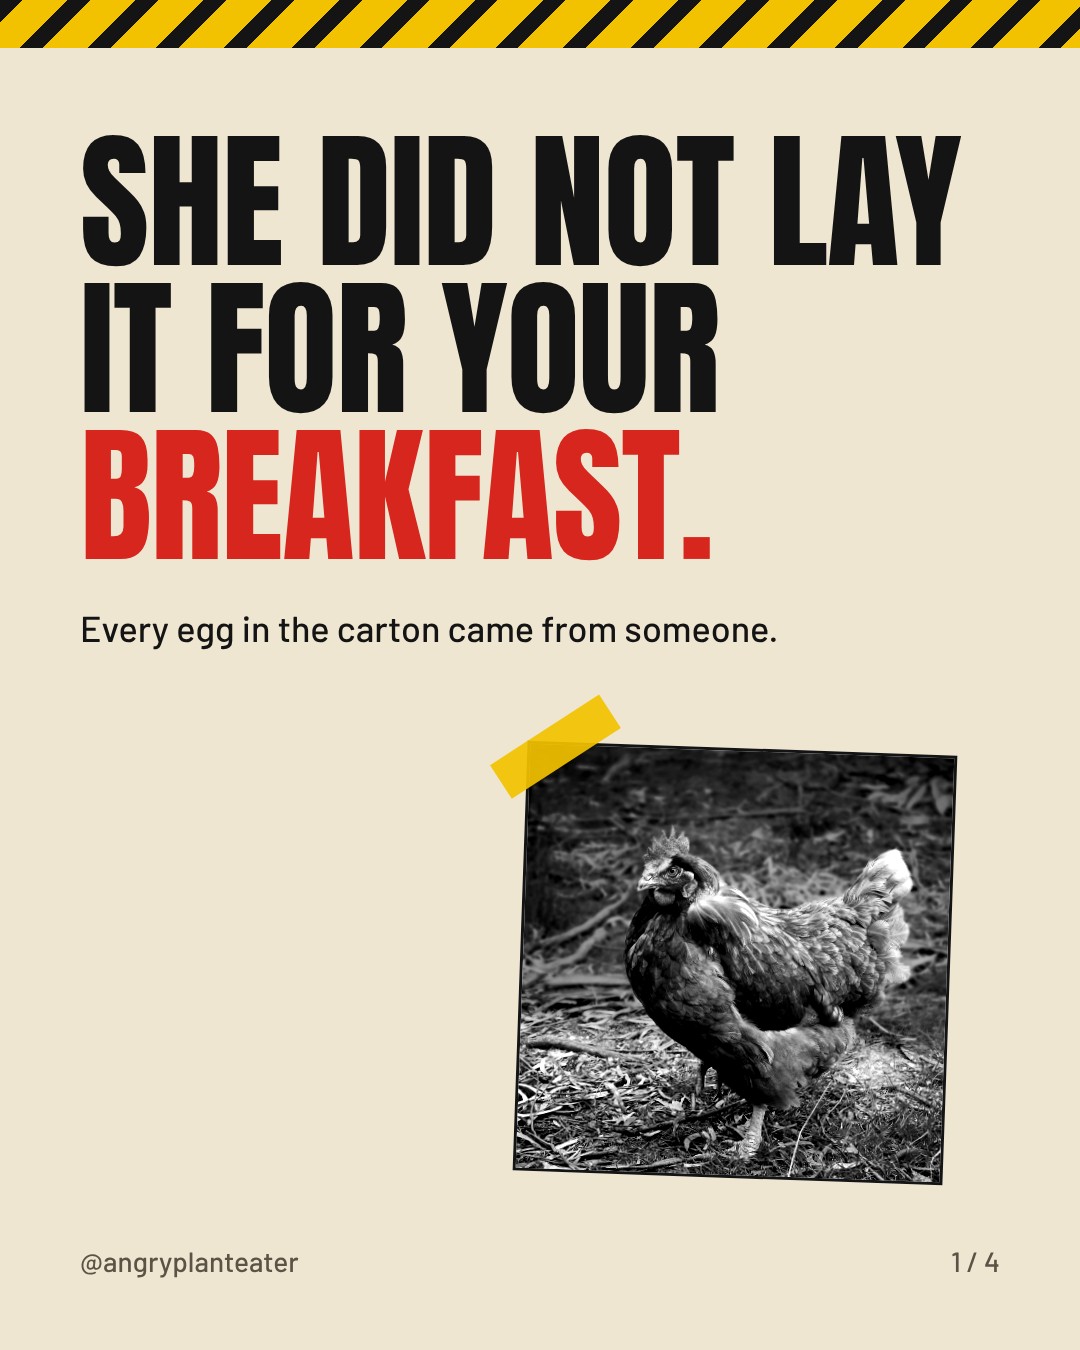 SHE DID NOT LAY
IT FOR YOUR
BREAKFAST.
Every egg in the carton came from someone.
@angryplanteater
1 / 4